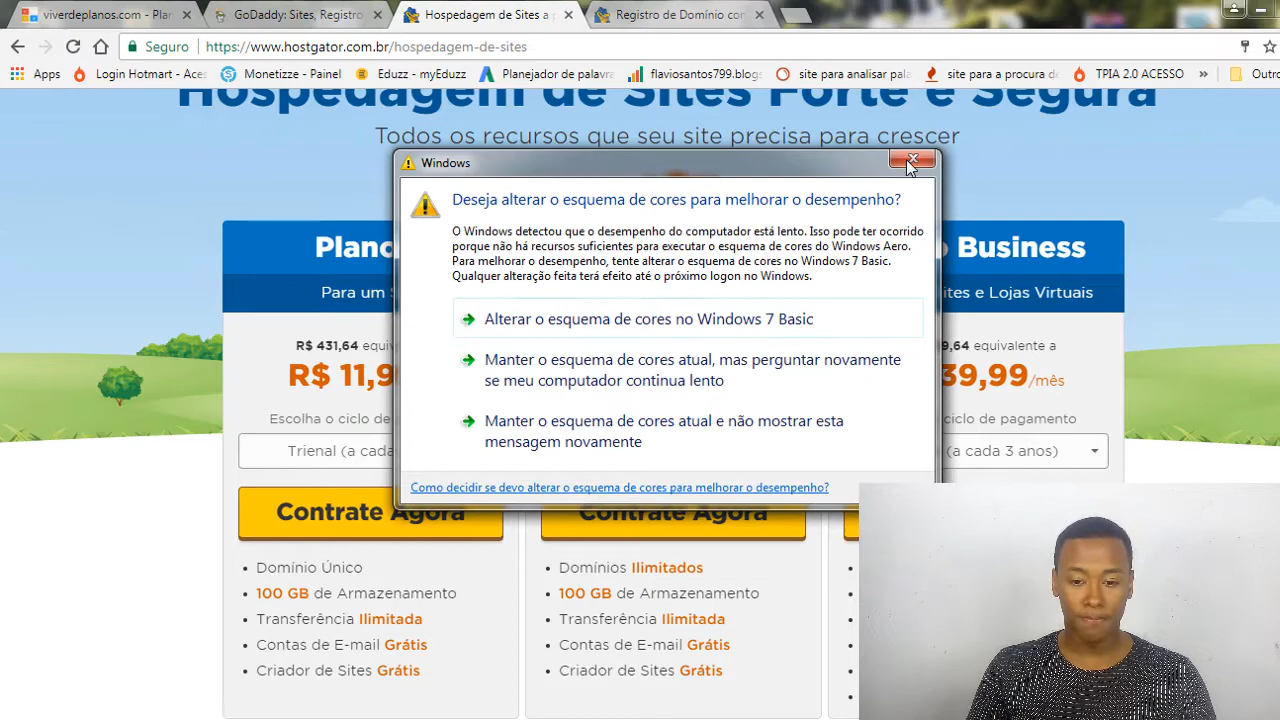 viverdeplanos.com - Pla
GoDaddy: Sites, Registro
Hospedagem de Sites a p
Registro de Domínio com
Seguro
https://www.hostgator.com.br/hospedagem-de-sites
Apps
Login Hotmart - Aces
Monetizze - Painel
Eduzz - myEduzz
Planejador de palavra
flaviosantos799.blogs
site para analisar pala
site para a procura de
TPIA 2.0 ACESSO
»
Outro
Hospedagem de Sites Forte e Segura
Todos os recursos que seu site precisa para crescer
Windows
Deseja alterar o esquema de cores para melhorar o desempenho?
O Windows detectou que o desempenho do computador está lento. Isso pode ter ocorrido
porque não há recursos suficientes para executar o esquema de cores do Windows Aero.
Para melhorar o desempenho, tente alterar o esquema de cores no Windows 7 Basic.
Qualquer alteração feita terá efeito até o próximo logon no Windows.
Alterar o esquema de cores no Windows 7 Basic
Manter o esquema de cores atual, mas perguntar novamente
se meu computador continua lento
Manter o esquema de cores atual e não mostrar esta
mensagem novamente
Como decidir se devo alterar o esquema de cores para melhorar o desempenho?
Plano
Para um S
R$ 431,64 equiv
R$ 11,9
Escolha o ciclo de
Trienal (a cada
Contrate Agora
• Domínio Único
• 100 GB de Armazenamento
• Transferência Ilimitada
• Contas de E-mail Grátis
• Criador de Sites Grátis
Contrate Agora
• Domínios Ilimitados
• 100 GB de Armazenamento
• Transferência Ilimitada
• Contas de E-mail Grátis
• Criador de Sites Grátis
o Business
ites e Lojas Virtuais
9,64 equivalente a
39,99/mês
ciclo de pagamento
(a cada 3 anos)